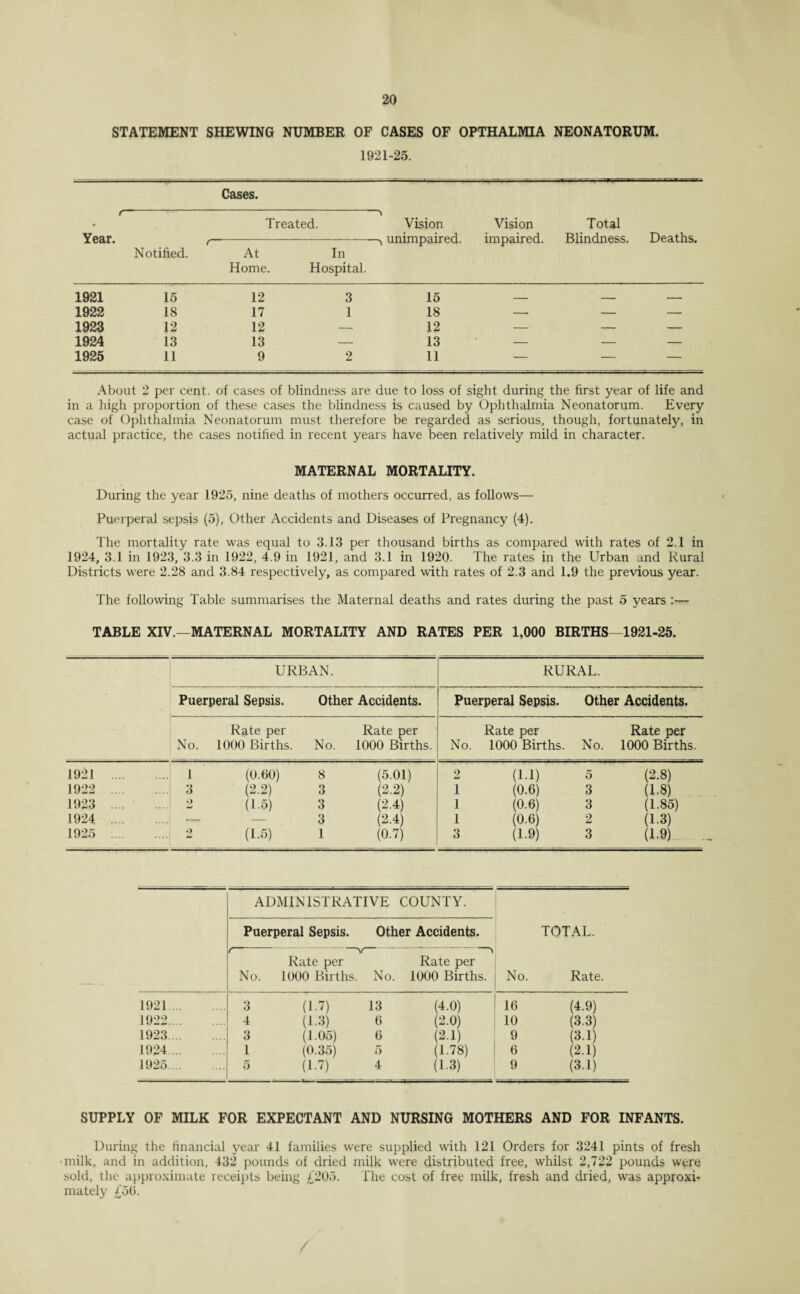 20
STATEMENT SHEWING NUMBER OF CASES OF OPTHALMIA NEONATORUM.
1921-25.
Cases.
Treated. Vision Vision Total
Year. unimpaired. impaired. Blindness. Deaths.
Notified. At In
Home. Hospital.
1921 15 12 3 15 — — —
1922 18 17 1 18 — — —
1923 12 12 — 12 — — —
1924 13 13 — 13 — — —
1925 11 9 2 11 — — —
About 2 per cent. of cases of blindness are due to loss of sight during the first year of life and
in a high proportion of these cases the blindness is caused by Ophthalmia Neonatorum. Every
case of Ophthalmia Neonatorum must therefore be regarded as serious, though, fortunately, in
actual practice, the cases notified in recent years have been relatively mild in character.
MATERNAL MORTALITY.
During the year 1925, nine deaths of mothers occurred, as follows—
Puerperal sepsis (5), Other Accidents and Diseases of Pregnancy (4).
The mortality rate was equal to 3.13 per thousand births as compared with rates of 2.1 in
1924, 3.1 in 1923, 3.3 in 1922, 4.9 in 1921, and 3.1 in 1920. The rates in the Urban and Rural
Districts were 2.28 and 3.84 respectively, as compared with rates of 2.3 and 1.9 the previous year.
The following Table summarises the Maternal deaths and rates during the past 5 years :—
TABLE XIV.—MATERNAL MORTALITY AND RATES PER 1,000 BIRTHS—1921-25.
URBAN. RURAL.
Puerperal Sepsis. Other Accidents. Puerperal Sepsis. Other Accidents.
Rate per Rate per Rate per Rate per
No. 1000 Births. No. 1000 Births. No. 1000 Births. No. 1000 Births.
1921 .... .... 1 (0.60) 8 (5.01) 2 (1.1) 5 (2.8)
1922 .... .... 3 (2.2) 3 (2.2) 1 (0.6) 3 (1.8)
1923 .... .... 2 (1.5) 3 (2.4) 1 (0.6) 3 (1.85)
1924 .... .... — — 3 (2.4) 1 (0.6) 2 (1.3)
1925 .... .... 2 (1.5) 1 (0.7) 3 (1.9) 3 (1.9)
ADMINISTRATIVE COUNTY.
Puerperal Sepsis. Other Accidents. TOTAL.
Rate per Rate per
No. 1000 Births. No. 1000 Births. No. Rate.
1921.... .... 3 (1.7) 13 (4.0) 16 (4.9)
1922.... .... 4 (1.3) 6 (2.0) 10 (3.3)
1923.... .... 3 (1.05) 6 (2.1) 9 (3.1)
1924.... .... 1 (0.35) 5 (1.78) 6 (2.1)
1925.... .... 5 (1.7) 4 (1.3) 9 (3.1)
SUPPLY OF MILK FOR EXPECTANT AND NURSING MOTHERS AND FOR INFANTS.
During the financial year 41 families were supplied with 121 Orders for 3241 pints of fresh
milk, and in addition, 432 pounds of dried milk were distributed free, whilst 2,722 pounds were
sold, the approximate receipts being £205. The cost of free milk, fresh and dried, was approxi-
mately £56.